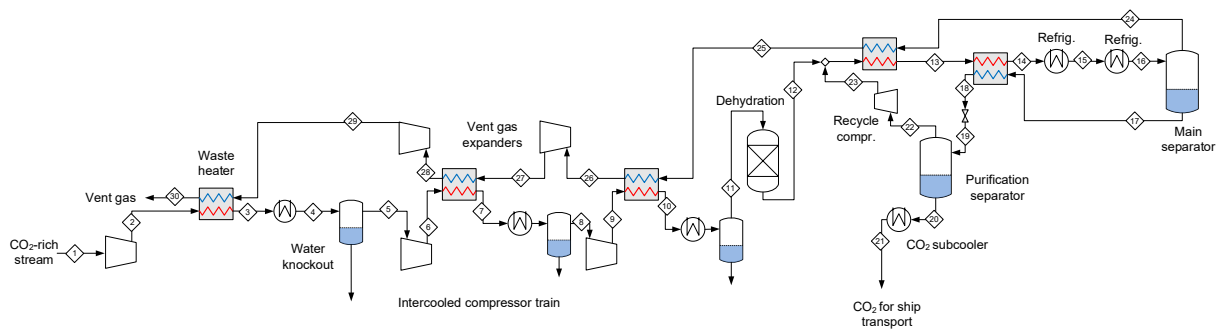 24
Refrig.
Refrig.
25
13
14
15
16
12
23
18
Dehydration
17
Recycle
compr.
22
19
Main
separator
29
Vent gas
expanders
Waste
heater
28
27
26
11
Purification
separator
Vent gas
30
2
3
4
5
6
7
8
9
10
20
21
CO₂ subcooler
CO₂-rich
stream
1
Water
knockout
Intercooled compressor train
CO₂ for ship
transport